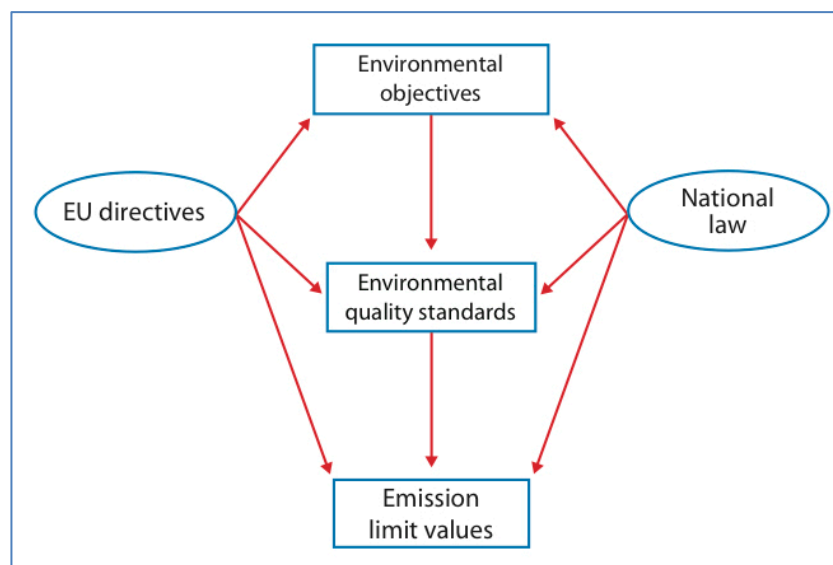 Environmental
objectives
EU directives
National
law
Environmental
quality standards
Emission
limit values